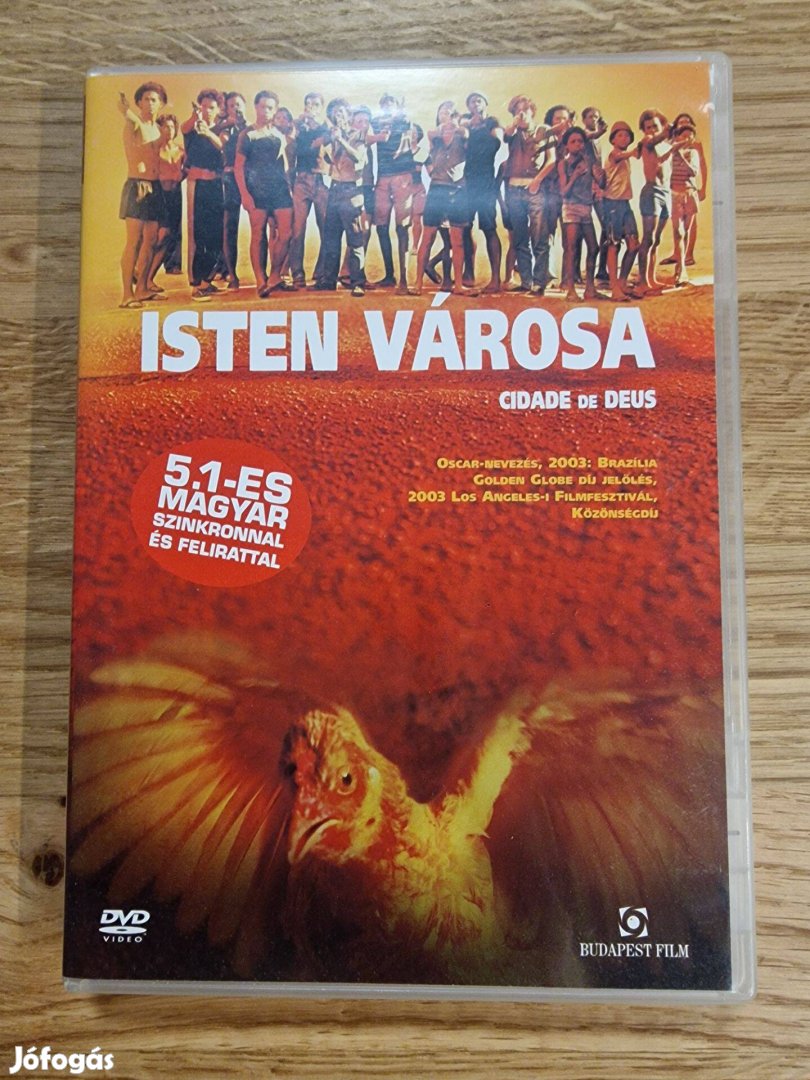 ISTEN VÁROSA
CIDADE DE DEUS
OSCAR-NEVEZÉS, 2003: BRAZÍLIA
GOLDEN GLOBE DÍJ JELÖLÉS,
2003 LOS ANGELES-I FILMFESZTIVÁL,
KÖZÖNSÉGDÍJ
5.1-ES
MAGYAR
SZINKRONNAL
ÉS FELIRATTAL
DVD
VIDEO
BUDAPEST FILM
Jófogás